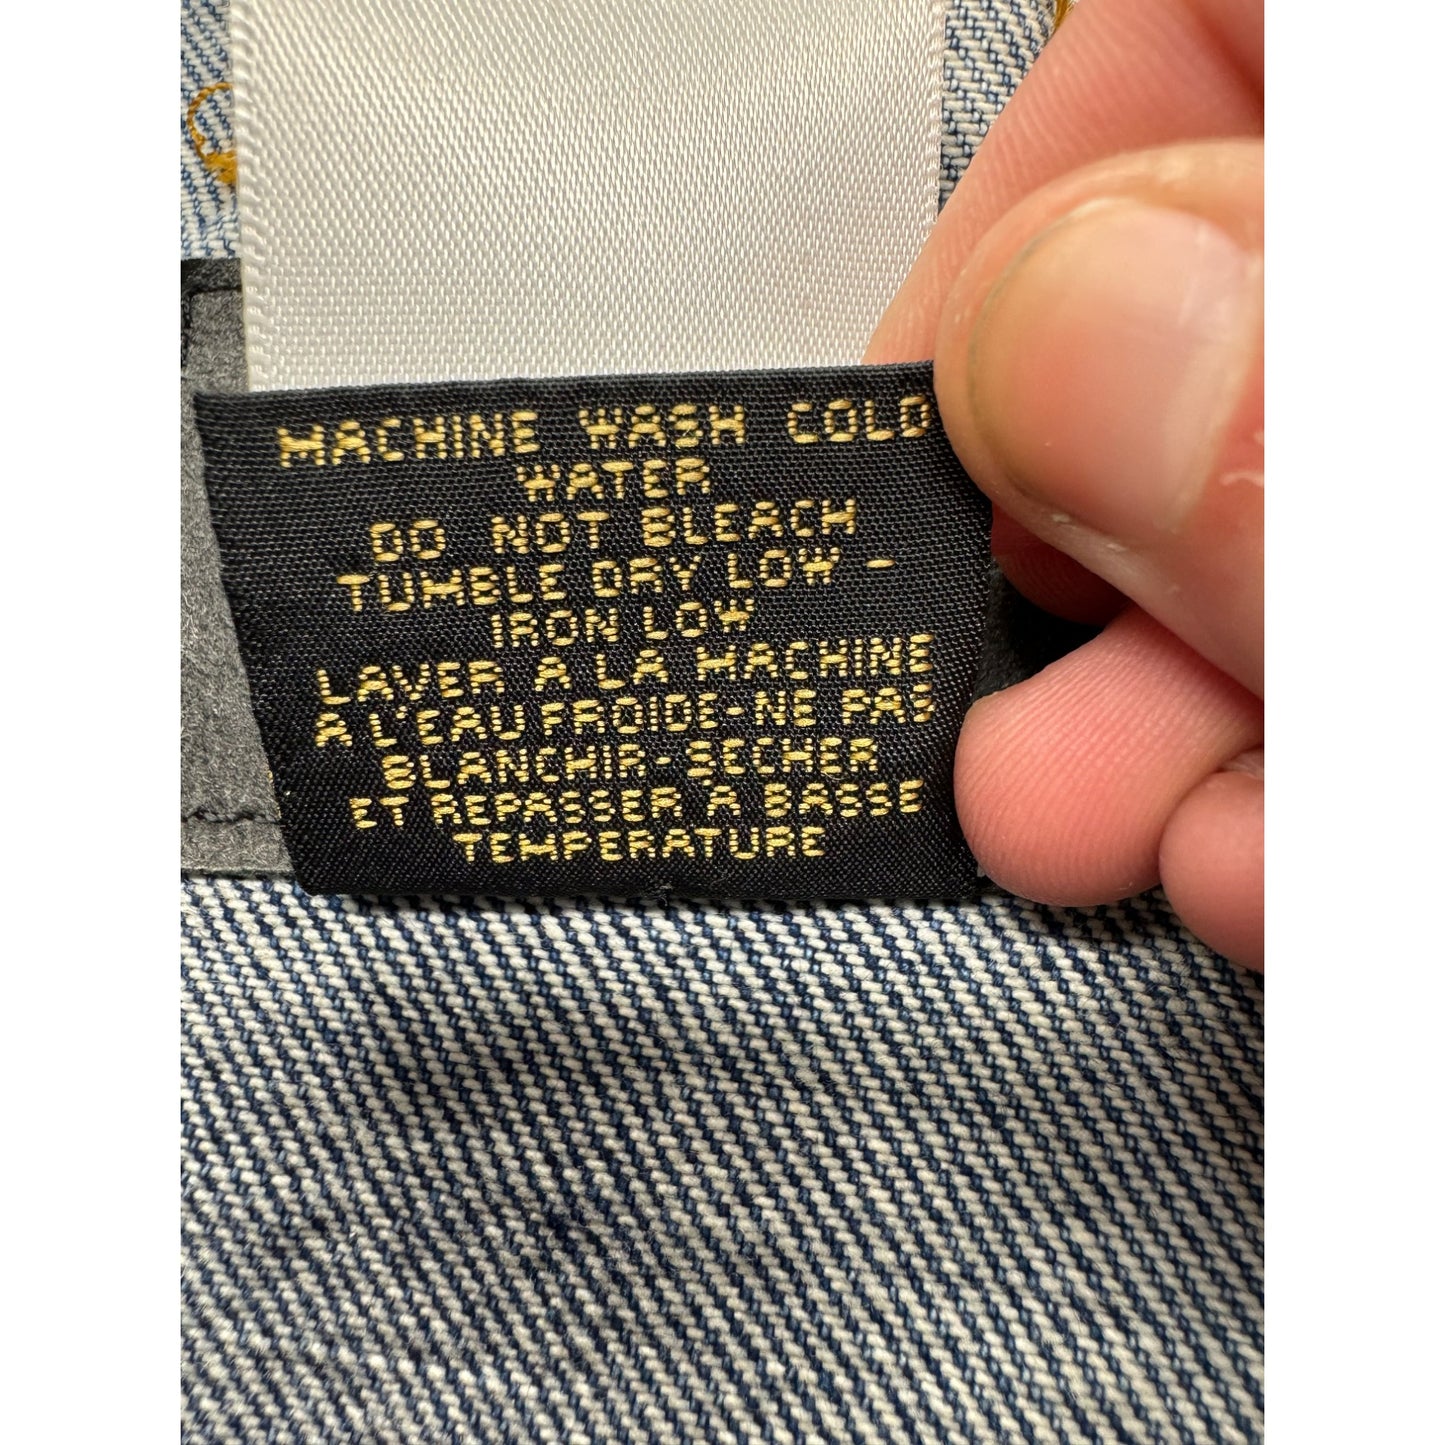 MACHINE WASH COLD
WATER
DO NOT BLEACH
TUMBLE DRY LOW -
IRON LOW
LAVER A LA MACHINE
A L'EAU FROIDE-NE PAS
BLANCHIR-SÉCHER
ET REPASSER À BASSE
TEMPERATURE